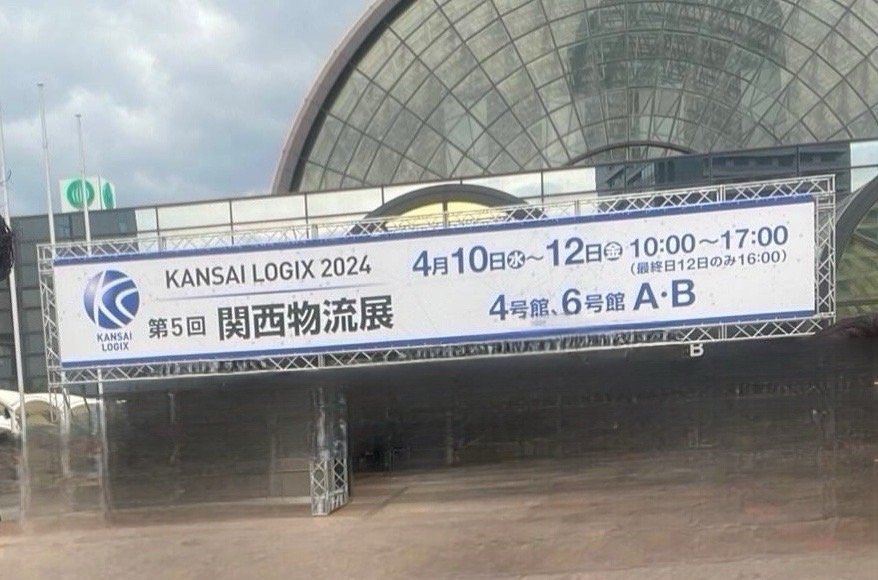 KANSAI LOGIX
KANSAI LOGIX 2024
第5回 関西物流展
4月10日水～12日金 10:00～17:00
(最終日12日のみ16:00)
4号館、6号館 A・B
B